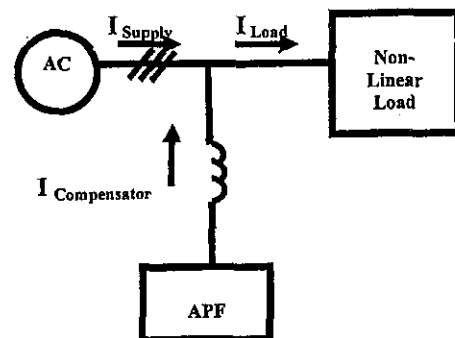 I Supply
I Load
AC
Non-
Linear
Load
I Compensator
APF